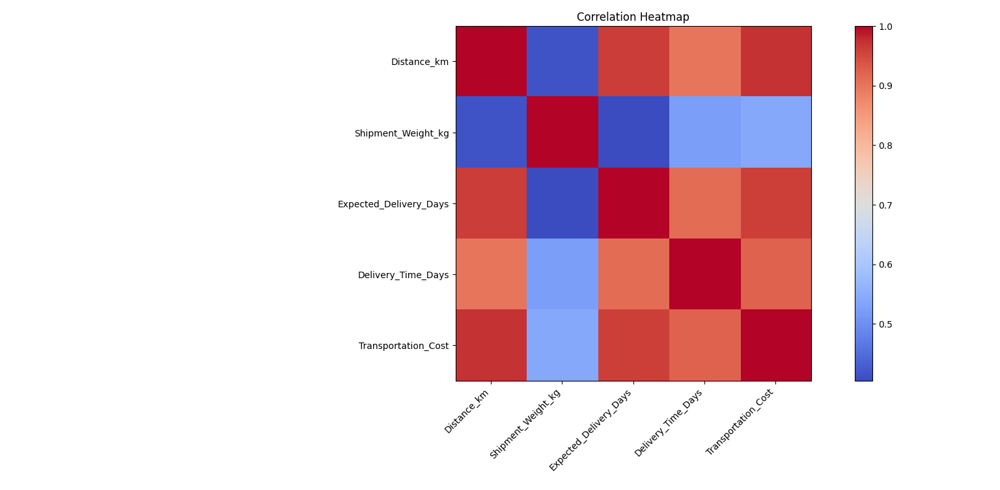 Correlation Heatmap
Distance_km
Shipment_Weight_kg
Expected_Delivery_Days
Delivery_Time_Days
Transportation_Cost
Distance_km
Shipment_Weight_kg
Expected_Delivery_Days
Delivery_Time_Days
Transportation_Cost
1.0
0.9
0.8
0.7
0.6
0.5